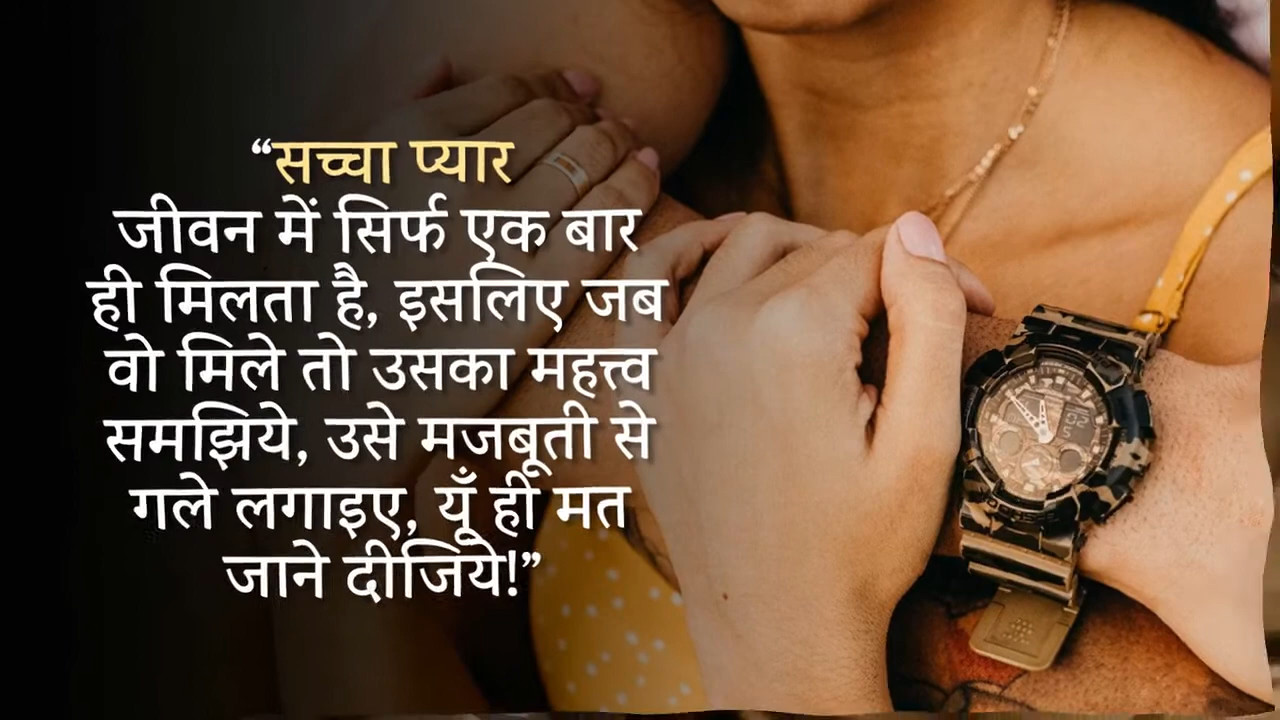 “सच्चा प्यार
जीवन में सिर्फ एक बार
ही मिलता है, इसलिए जब
वो मिले तो उसका महत्त्व
समझिये, उसे मजबूती से
गले लगाइए, यूँ ही मत
जाने दीजिये!”